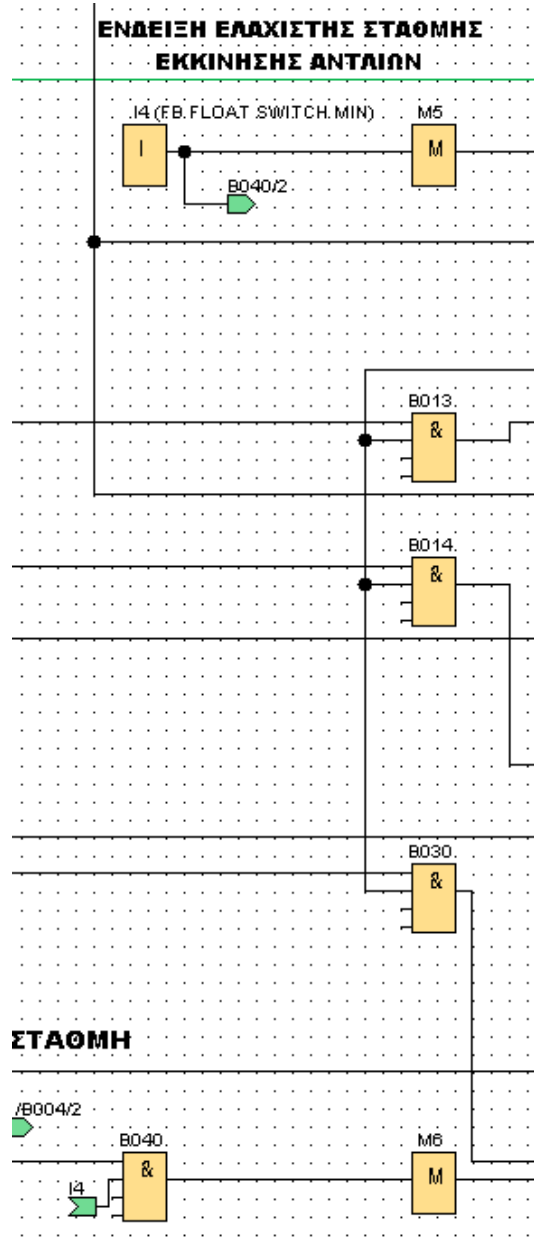 ΕΝΔΕΙΞΗ ΕΛΑΧΙΣΤΗΣ ΣΤΑΘΜΗΣ
ΕΚΚΙΝΗΣΗΣ ΑΝΤΛΙΩΝ
I4 (F.B. FLOAT SWITCH MIN)
M5
I
M
B040/2
B013
&
B014
&
B030
&
ΣΤΑΘΜΗ
/B004/2
B040
M6
&
M
I4